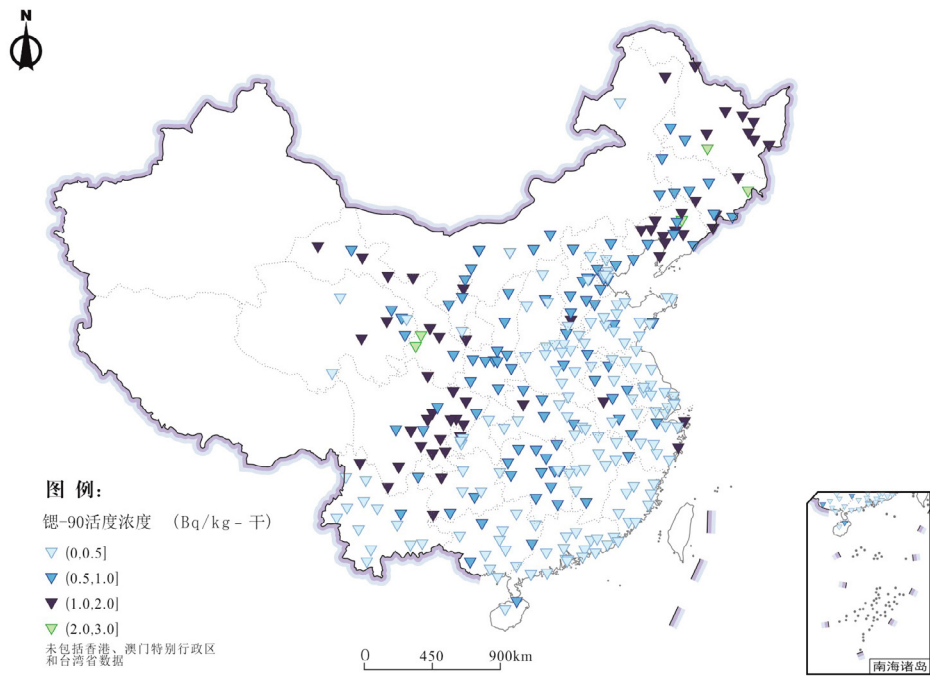 N
图 例：
锶-90活度浓度 （Bq/kg－干）
(0,0.5]
(0.5,1.0]
(1.0,2.0]
(2.0,3.0]
未包括香港、澳门特别行政区
和台湾省数据
0 450 900km
南海诸岛